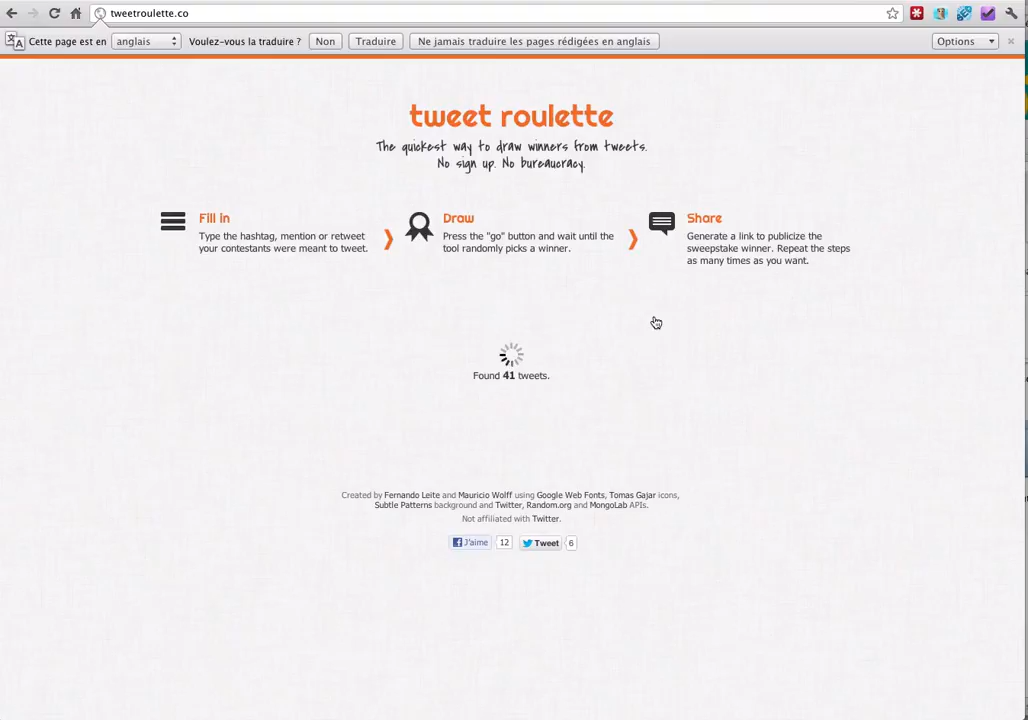 tweetroulette.co
Cette page est en anglais Voulez-vous la traduire ? Non Traduire Ne jamais traduire les pages rédigées en anglais Options
tweet roulette
The quickest way to draw winners from tweets.
No sign up. No bureaucracy.
Fill in
Type the hashtag, mention or retweet
your contestants were meant to tweet.
Draw
Press the "go" button and wait until the
tool randomly picks a winner.
Share
Generate a link to publicize the
sweepstake winner. Repeat the steps
as many times as you want.
Found 41 tweets.
Created by Fernando Leite and Mauricio Wolff using Google Web Fonts, Tomas Gajar icons,
Subtle Patterns background and Twitter, Random.org and MongoLab APIs.
Not affiliated with Twitter.
J'aime 12 Tweet 6